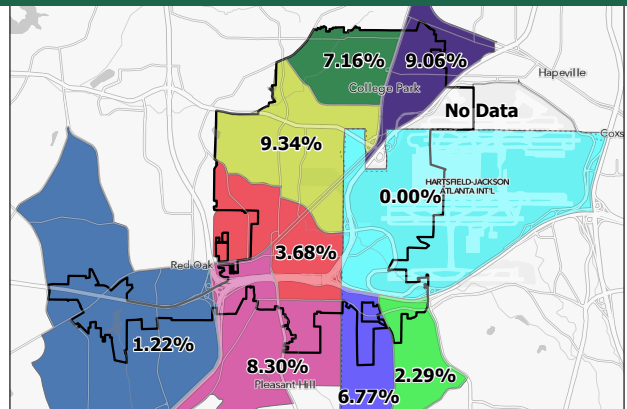 7.16%
9.06%
Hapeville
College Park
No Data
9.34%
Coxs
HARTSFIELD-JACKSON
ATLANTA INT'L
0.00%
3.68%
Red Oak
1.22%
8.30%
2.29%
Pleasant Hill
6.77%